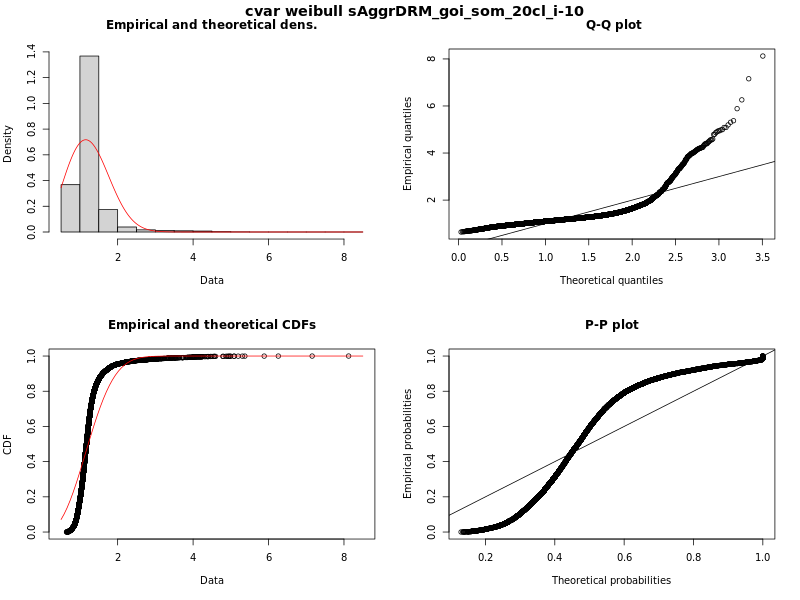 cvar weibull sAggrDRM_goi_som_20cl_i-10
Empirical and theoretical dens.
Density
0.0 0.2 0.4 0.6 0.8 1.0 1.2 1.4
2 4 6 8
Data
Q-Q plot
Empirical quantiles
2 4 6 8
0.0 0.5 1.0 1.5 2.0 2.5 3.0 3.5
Theoretical quantiles
Empirical and theoretical CDFs
CDF
0.0 0.2 0.4 0.6 0.8 1.0
2 4 6 8
Data
P-P plot
Empirical probabilities
0.0 0.2 0.4 0.6 0.8 1.0
0.2 0.4 0.6 0.8 1.0
Theoretical probabilities